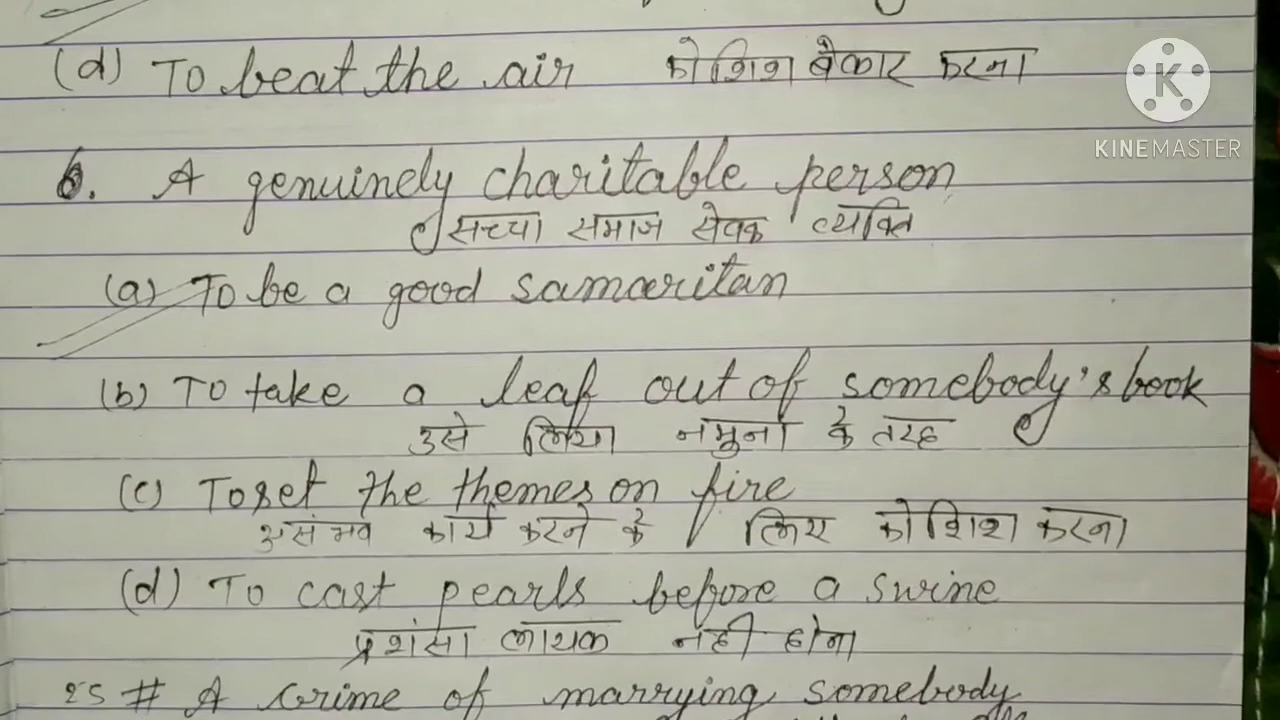 (d) To beat the air कोशिश बेकार करना
K
KINEMASTER
6. A genuinely charitable person
सच्चा समाज सेवक व्यक्ति
(a) To be a good samaritan
(b) To take a leaf out of somebody's book
उसे लिया नमुना के तरह
(c) To set the themes on fire
असंभव कार्य करने के लिए कोशिश करना
(d) To cast pearls before a swine
प्रशंसा लायक नही होना
25 # A Crime of marrying somebody